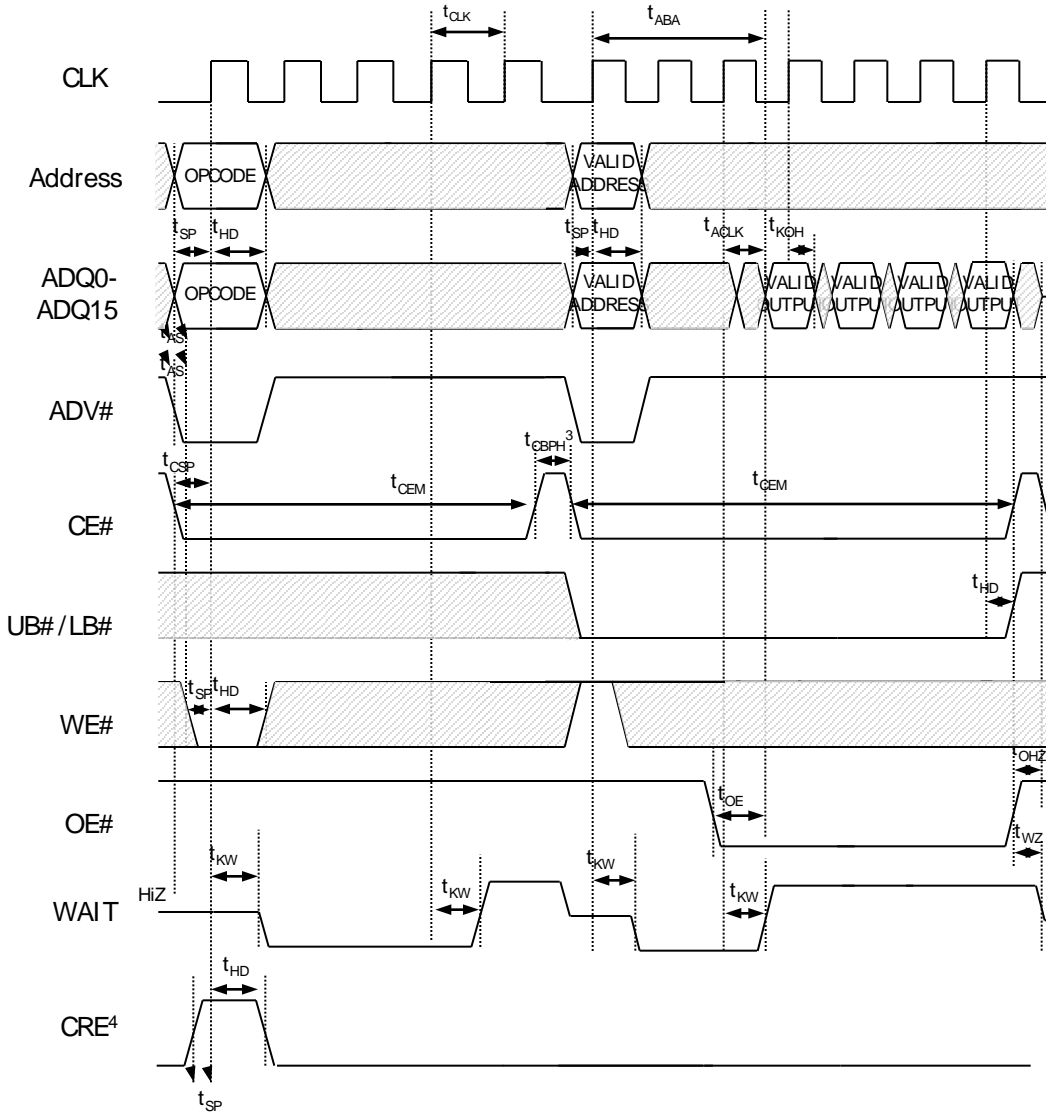 tCLK
tABA
CLK
Address
OPCODE
VALID
ADDRESS
tSP
tHD
tSP
tHD
tACLK
tKOH
ADQ0-
ADQ15
OPCODE
VALID
ADDRESS
VALID
OUTPUT
VALID
OUTPUT
VALID
OUTPUT
VALID
OUTPUT
tAS
tAS
ADV#
tCSP
tCEM
tCBPH3
tCEM
CE#
UB# / LB#
tHD
tSP
tHD
WE#
tOHZ
OE#
tOE
tWZ
tKW
tKW
tKW
tKW
HiZ
WAIT
tHD
CRE4
tSP